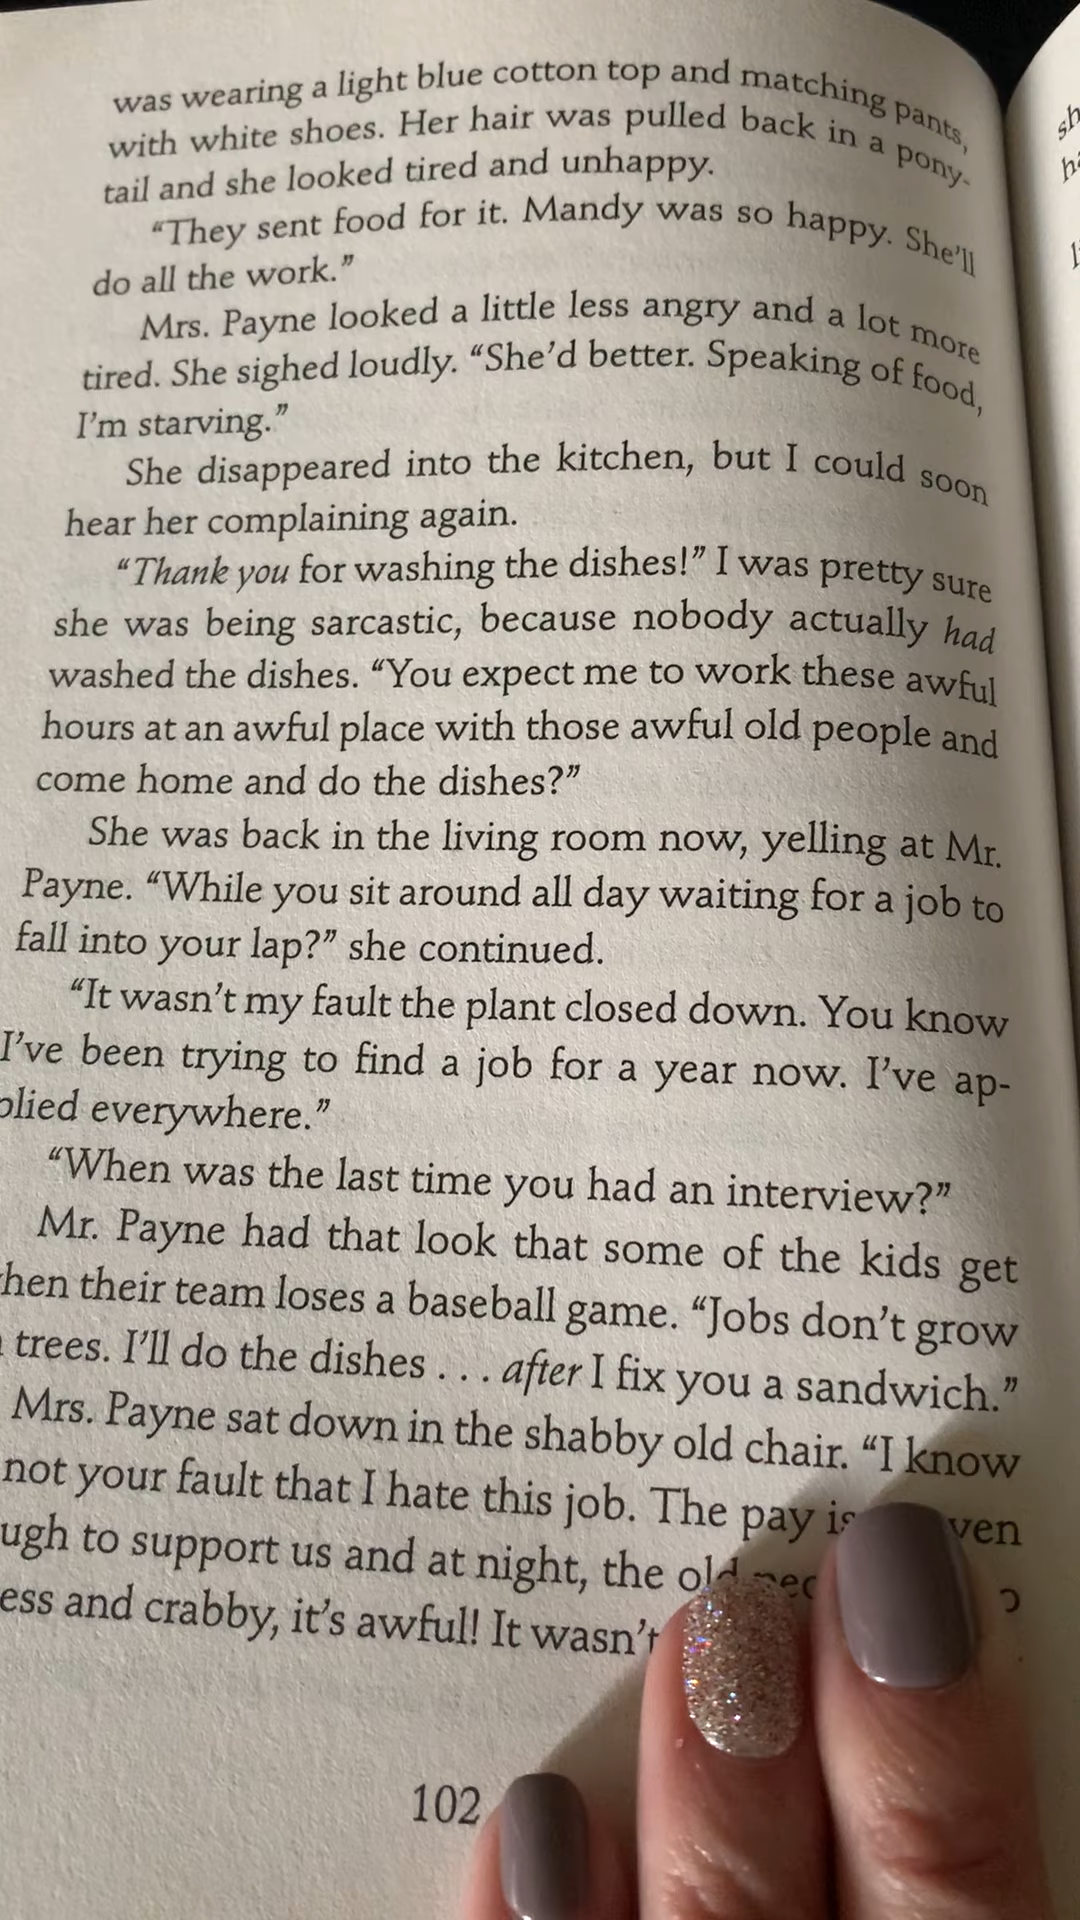 was wearing a light blue cotton top and matching pants,
with white shoes. Her hair was pulled back in a pony-
tail and she looked tired and unhappy.
“They sent food for it. Mandy was so happy. She’ll
do all the work.”
Mrs. Payne looked a little less angry and a lot more
tired. She sighed loudly. “She’d better. Speaking of food,
I’m starving.”
She disappeared into the kitchen, but I could soon
hear her complaining again.
“Thank you for washing the dishes!” I was pretty sure
she was being sarcastic, because nobody actually had
washed the dishes. “You expect me to work these awful
hours at an awful place with those awful old people and
come home and do the dishes?”
She was back in the living room now, yelling at Mr.
Payne. “While you sit around all day waiting for a job to
fall into your lap?” she continued.
“It wasn’t my fault the plant closed down. You know
I’ve been trying to find a job for a year now. I’ve ap-
plied everywhere.”
“When was the last time you had an interview?”
Mr. Payne had that look that some of the kids get
hen their team loses a baseball game. “Jobs don’t grow
trees. I’ll do the dishes . . . after I fix you a sandwich.”
Mrs. Payne sat down in the shabby old chair. “I know
not your fault that I hate this job. The pay is ven
ugh to support us and at night, the old
ess and crabby, it’s awful! It wasn’t
102